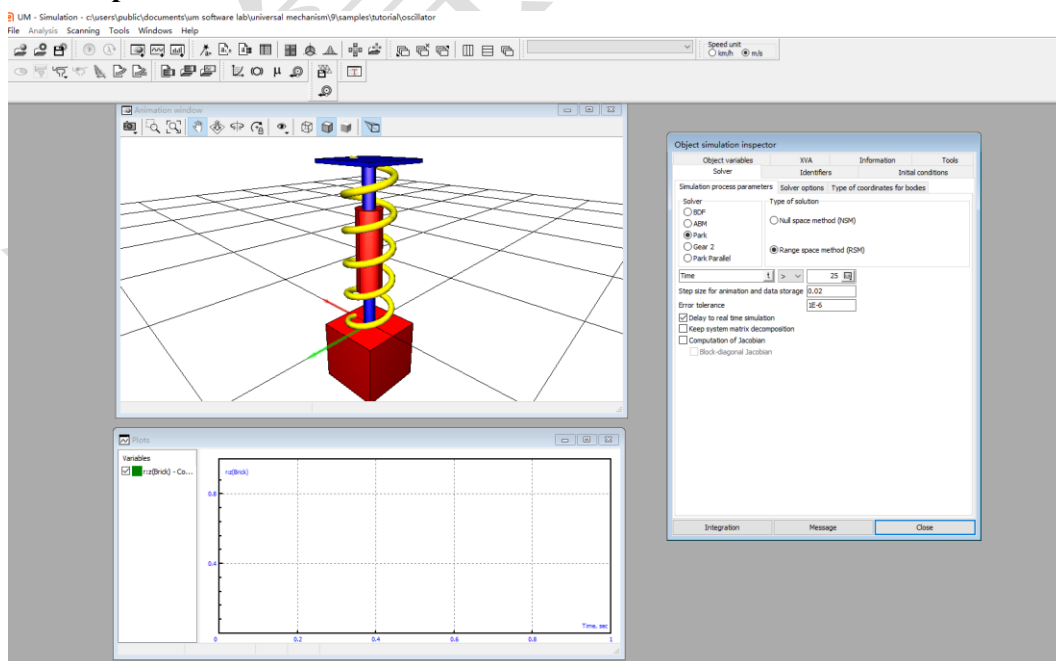 UM - Simulation - c:\users\public\documents\um software lab\universal mechanism\9\samples\tutorial\oscillator
File Analysis Scanning Tools Windows Help
Speed unit
km/h m/s
Animation window
Object simulation inspector
Object variables XVA Information Tools
Solver Identifiers Initial conditions
Simulation process parameters Solver options Type of coordinates for bodies
Solver Type of solution
BDF
ABM Null space method (NSM)
Park
Gear 2 Range space method (RSM)
Park Parallel
Time t > 25
Step size for animation and data storage 0.02
Error tolerance 1E-6
Delay to real time simulation
Keep system matrix decomposition
Computation of Jacobian
Block-diagonal Jacobian
Integration Message Close
Plots
Variables
r:z(Brick) - Co...
r:z(Brick)
0.8
0.4
Time, sec
0 0.2 0.4 0.6 0.8 1